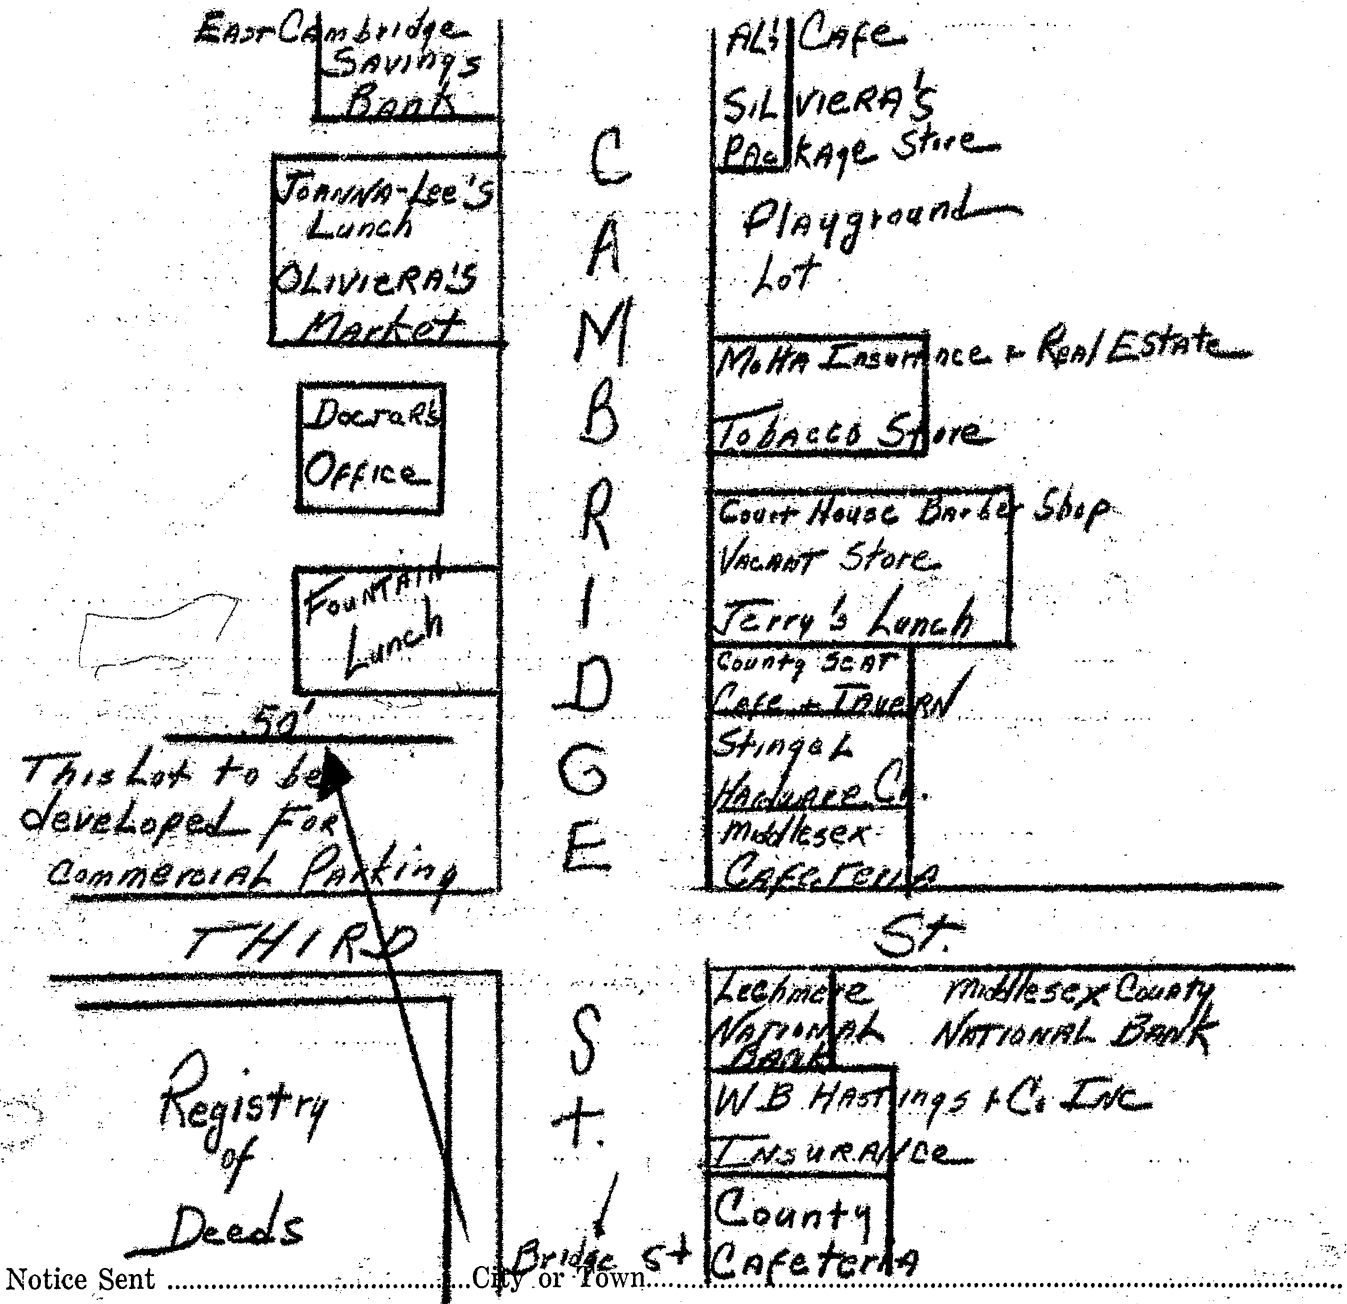 East Cambridge
Savings
Bank
Joanna-Lee's
Lunch
Oliviera's
Market
Doctor's
Office
Fountain
Lunch
50'
This Lot to be
developed For
Commercial Parking
CAMBRIDGE
St.
Al's Cafe
Silviera's
Package Store
Playground
Lot
Motta Insurance + Real Estate
Tobacco Store
Court House Barber Shop
Vacant Store
Jerry's Lunch
County Seat
Cafe + Tavern
Stingel
Hardware Co.
Middlesex
Cafeteria
THIRD St.
Registry
of
Deeds
Lechmere
National
Bank
Middlesex County
National Bank
W B Hastings + Co. Inc
Insurance
County
Cafeteria
Bridge St
Notice Sent ........................................ City or Town................................................